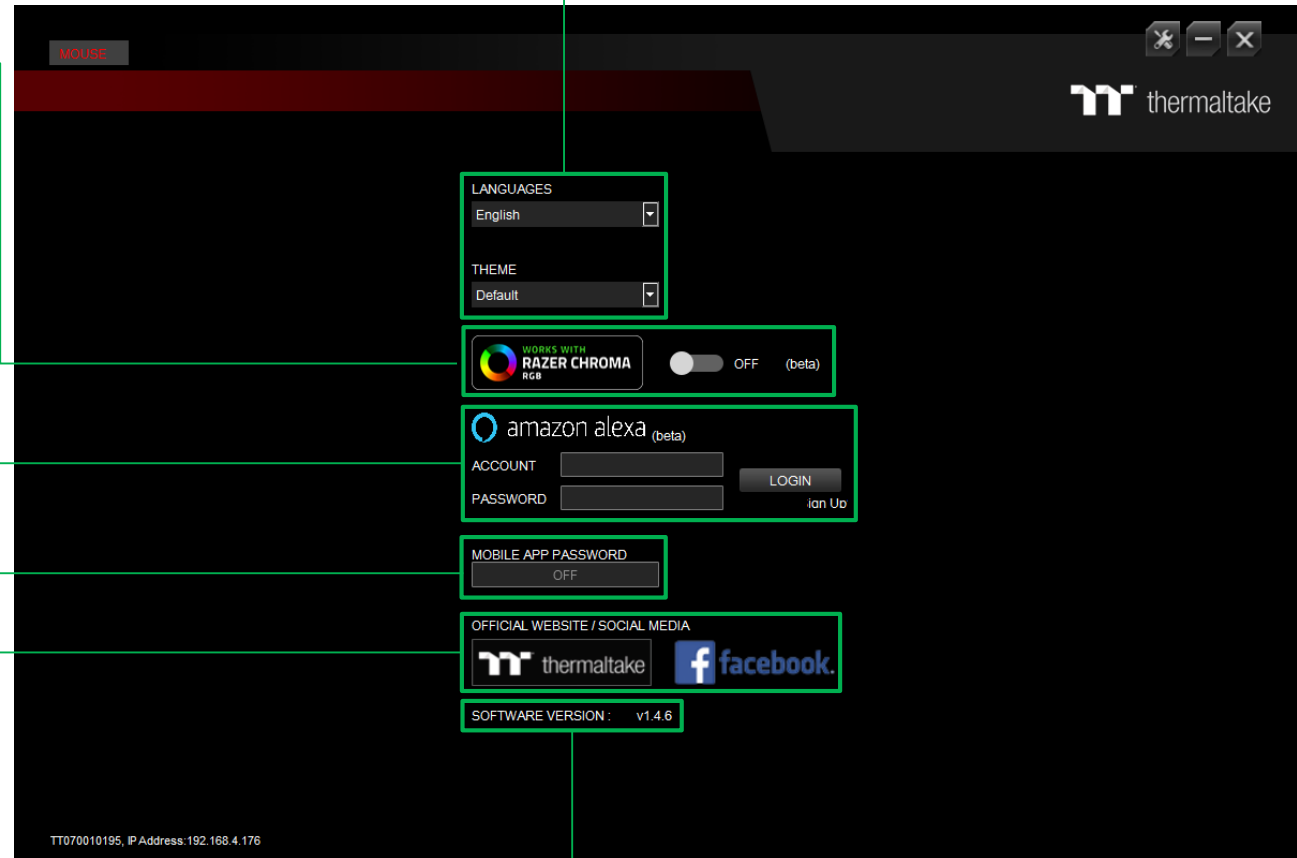 MOUSE
thermaltake
LANGUAGES
English
THEME
Default
WORKS WITH
RAZER CHROMA
RGB
OFF (beta)
amazon alexa (beta)
ACCOUNT
LOGIN
PASSWORD
ign Up
MOBILE APP PASSWORD
OFF
OFFICIAL WEBSITE / SOCIAL MEDIA
thermaltake
facebook.
SOFTWARE VERSION : v1.4.6
TT070010195, IP Address:192.168.4.176